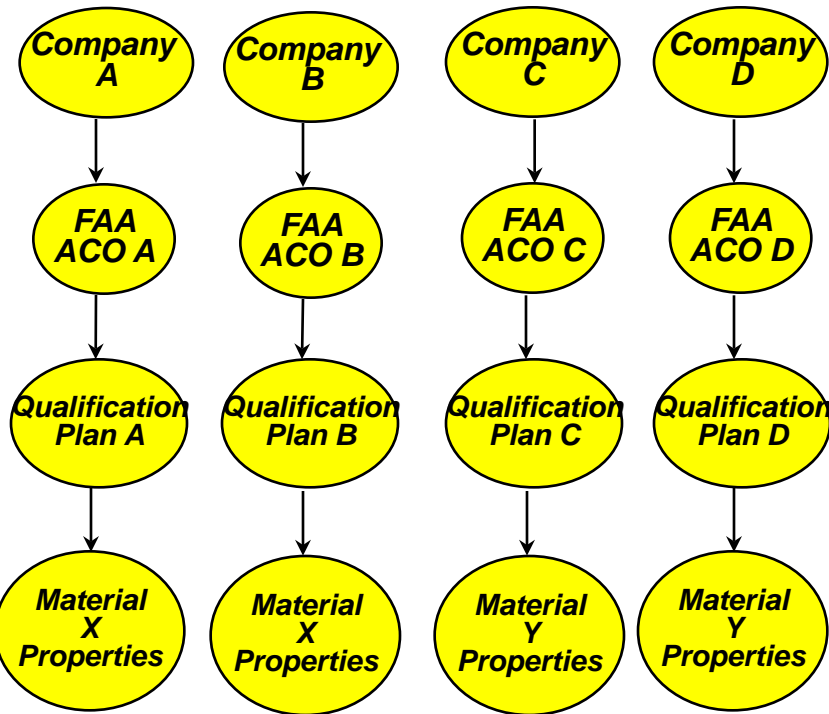 Company
A
Company
B
Company
C
Company
D
FAA
ACO A
FAA
ACO B
FAA
ACO C
FAA
ACO D
Qualification
Plan A
Qualification
Plan B
Qualification
Plan C
Qualification
Plan D
Material
X
Properties
Material
X
Properties
Material
Y
Properties
Material
Y
Properties